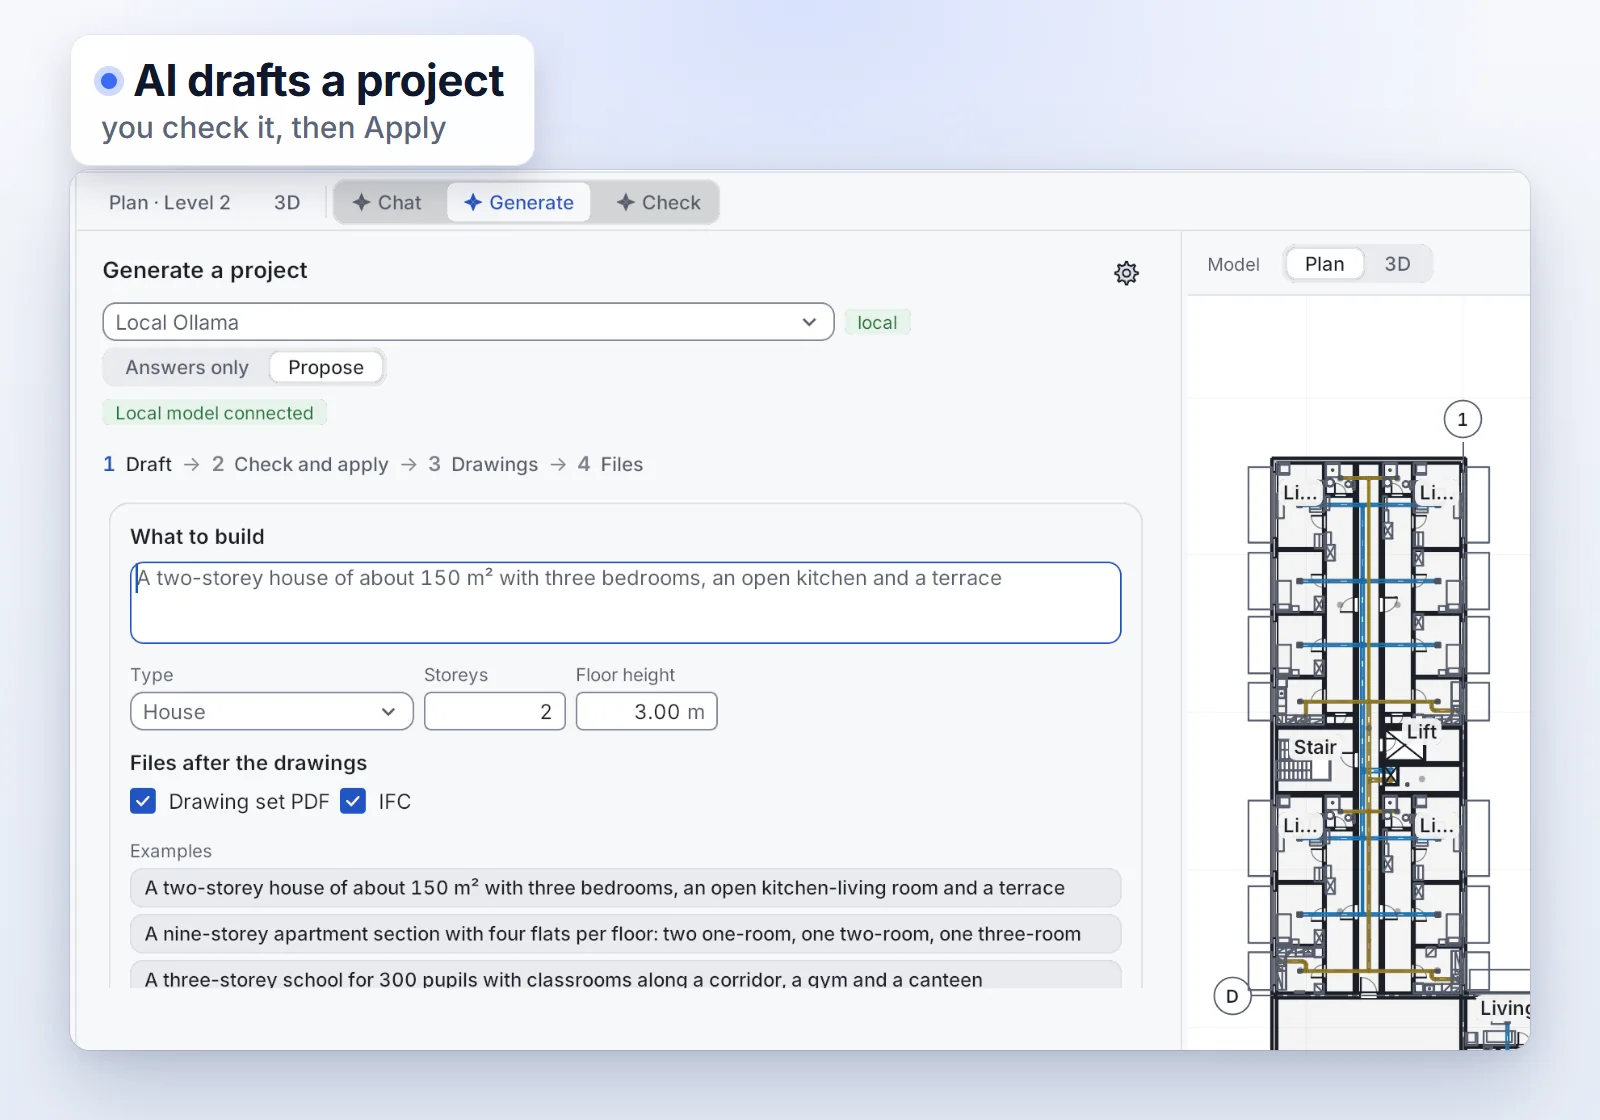 AI drafts a project
you check it, then Apply
Plan · Level 2 3D Chat Generate Check
Generate a project
Local Ollama local
Answers only Propose
Local model connected
1 Draft → 2 Check and apply → 3 Drawings → 4 Files
What to build
A two-storey house of about 150 m² with three bedrooms, an open kitchen and a terrace
Type Storeys Floor height
House 2 3.00 m
Files after the drawings
Drawing set PDF IFC
Examples
A two-storey house of about 150 m² with three bedrooms, an open kitchen-living room and a terrace
A nine-storey apartment section with four flats per floor: two one-room, one two-room, one three-room
A three-storey school for 300 pupils with classrooms along a corridor, a gym and a canteen
Model Plan 3D
1
Li... Li...
Lift
Stair
Li... Li...
D
Living